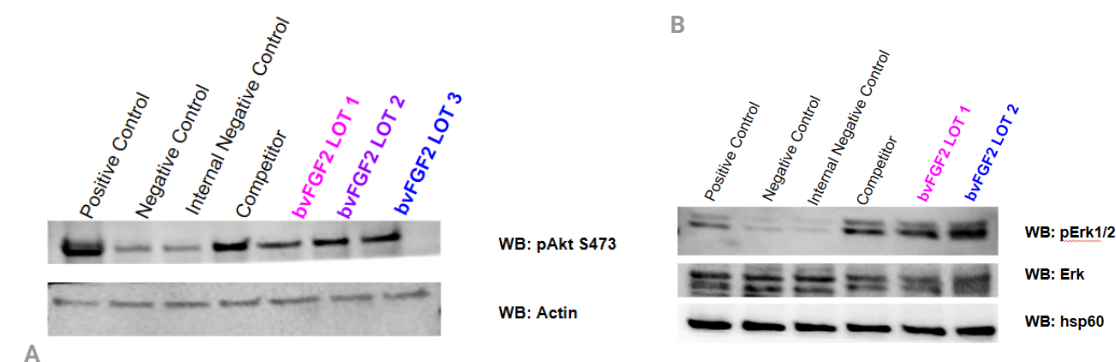 B
Positive Control
Negative Control
Internal Negative Control
Competitor
bvFGF2 LOT 1
bvFGF2 LOT 2
bvFGF2 LOT 3
WB: pAkt S473
WB: Actin
A
Positive Control
Negative Control
Internal Negative Control
Competitor
bvFGF2 LOT 1
bvFGF2 LOT 2
WB: pErk1/2
WB: Erk
WB: hsp60